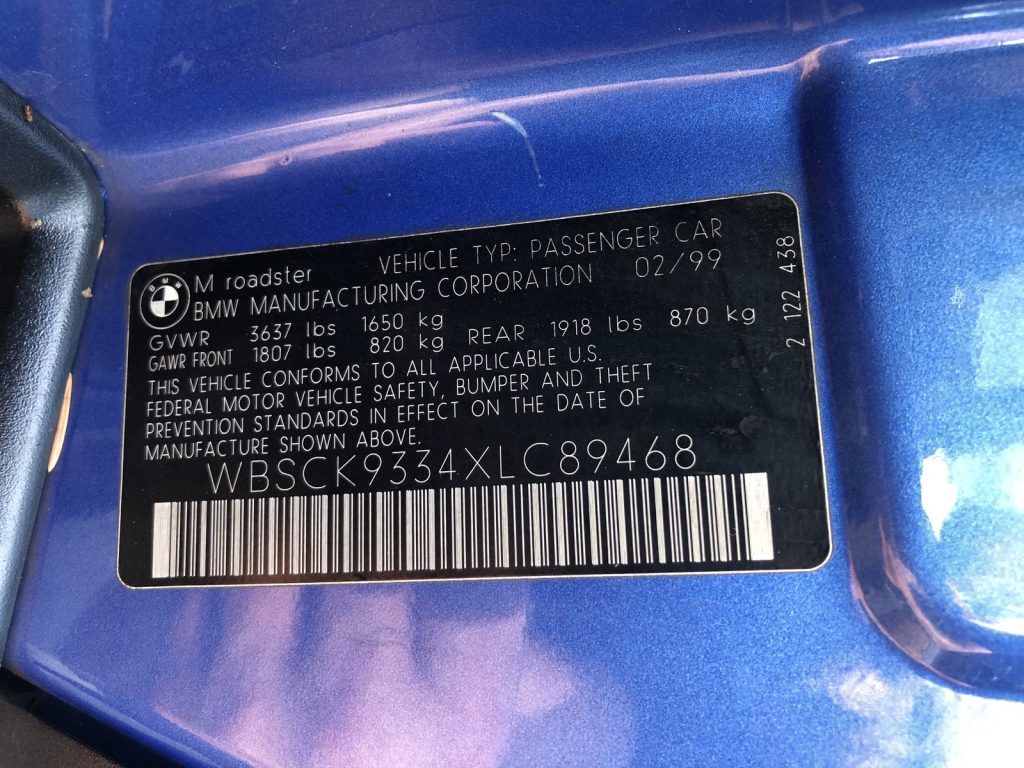 BMW
M roadster VEHICLE TYP: PASSENGER CAR
BMW MANUFACTURING CORPORATION 02/99
GVWR 3637 lbs 1650 kg
GAWR FRONT 1807 lbs 820 kg REAR 1918 lbs 870 kg
THIS VEHICLE CONFORMS TO ALL APPLICABLE U.S.
FEDERAL MOTOR VEHICLE SAFETY, BUMPER AND THEFT
PREVENTION STANDARDS IN EFFECT ON THE DATE OF
MANUFACTURE SHOWN ABOVE.
WBSCK9334XLC89468
2 122 438